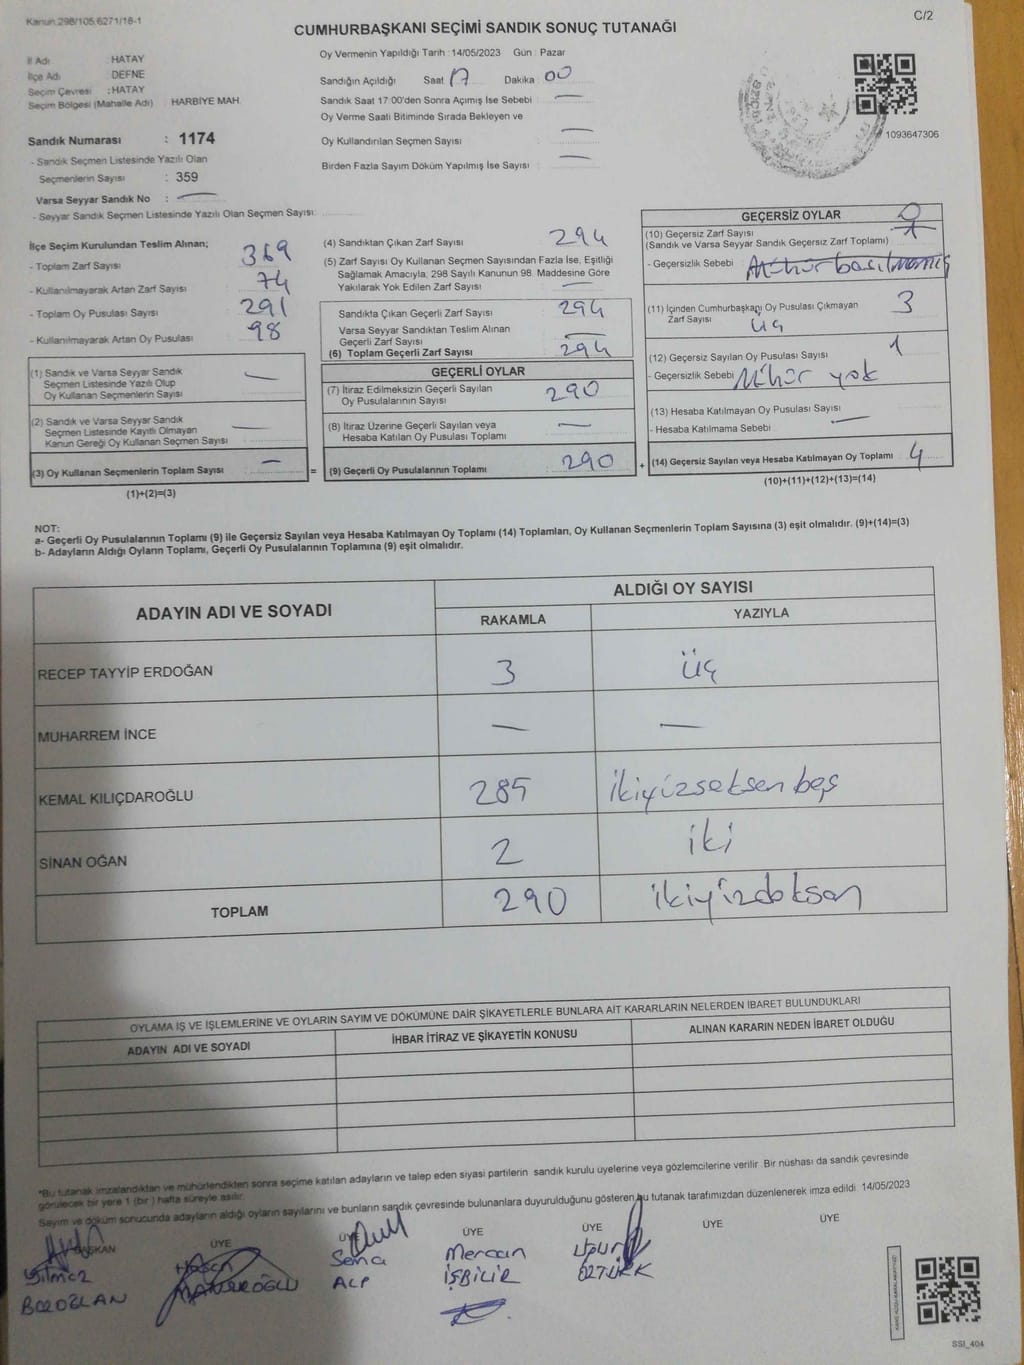 Kanun.298/105,6271/18-1
C/2
CUMHURBAŞKANI SEÇİMİ SANDIK SONUÇ TUTANAĞI
Oy Vermenin Yapıldığı Tarih :14/05/2023 Gün : Pazar
İl Adı : HATAY
İlçe Adı : DEFNE
Seçim Çevresi : HATAY
Seçim Bölgesi (Mahalle Adı) HARBİYE MAH.
Sandığın Açıldığı Saat 17 Dakika 00
Sandık Saat 17:00'den Sonra Açımış İse Sebebi : —
Oy Verme Saati Bitiminde Sırada Bekleyen ve
Oy Kullandırılan Seçmen Sayısı : —
Birden Fazla Sayım Döküm Yapılmış İse Sayısı : —
1093647306
Sandık Numarası : 1174
- Sandık Seçmen Listesinde Yazılı Olan
Seçmenlerin Sayısı : 359
Varsa Seyyar Sandık No : —
- Seyyar Sandık Seçmen Listesinde Yazılı Olan Seçmen Sayısı:
İlçe Seçim Kurulundan Teslim Alınan;
- Toplam Zarf Sayısı 369
- Kullanılmayarak Artan Zarf Sayısı 74
- Toplam Oy Pusulası Sayısı 291
- Kullanılmayarak Artan Oy Pusulası 98
(1) Sandık ve Varsa Seyyar Sandık
Seçmen Listesinde Yazılı Olup
Oy Kullanan Seçmenlerin Sayısı —
(2) Sandık ve Varsa Seyyar Sandık
Seçmen Listesinde Kayıtlı Olmayan
Kanun Gereği Oy Kullanan Seçmen Sayısı —
(3) Oy Kullanan Seçmenlerin Toplam Sayısı —
(1)+(2)=(3)
(4) Sandıktan Çıkan Zarf Sayısı 294
(5) Zarf Sayısı Oy Kullanan Seçmen Sayısından Fazla İse, Eşitliği
Sağlamak Amacıyla; 298 Sayılı Kanunun 98. Maddesine Göre
Yakılarak Yok Edilen Zarf Sayısı —
Sandıkta Çıkan Geçerli Zarf Sayısı 294
Varsa Seyyar Sandıktan Teslim Alınan
Geçerli Zarf Sayısı —
(6) Toplam Geçerli Zarf Sayısı 294
GEÇERLİ OYLAR
(7) İtiraz Edilmeksizin Geçerli Sayılan
Oy Pusulalarının Sayısı 290
(8) İtiraz Üzerine Geçerli Sayılan veya
Hesaba Katılan Oy Pusulası Toplamı —
= (9) Geçerli Oy Pusulalarının Toplamı 290 +
GEÇERSİZ OYLAR
(10) Geçersiz Zarf Sayısı
(Sandık ve Varsa Seyyar Sandık Geçersiz Zarf Toplamı)
- Geçersizlik Sebebi Mühür basılmamış
(11) İçinden Cumhurbaşkanı Oy Pusulası Çıkmayan
Zarf Sayısı üç 3
(12) Geçersiz Sayılan Oy Pusulası Sayısı 1
- Geçersizlik Sebebi Mühür yok
(13) Hesaba Katılmayan Oy Pusulası Sayısı
- Hesaba Katılmama Sebebi : —
(14) Geçersiz Sayılan veya Hesaba Katılmayan Oy Toplamı 4
(10)+(11)+(12)+(13)=(14)
NOT:
a- Geçerli Oy Pusulalarının Toplamı (9) ile Geçersiz Sayılan veya Hesaba Katılmayan Oy Toplamı (14) Toplamları, Oy Kullanan Seçmenlerin Toplam Sayısına (3) eşit olmalıdır. (9)+(14)=(3)
b- Adayların Aldığı Oyların Toplamı, Geçerli Oy Pusulalarının Toplamına (9) eşit olmalıdır.
ADAYIN ADI VE SOYADI ALDIĞI OY SAYISI
RAKAMLA YAZIYLA
RECEP TAYYİP ERDOĞAN 3 üç
MUHARREM İNCE — —
KEMAL KILIÇDAROĞLU 285 ikiyüzseksen beş
SİNAN OĞAN 2 iki
TOPLAM 290 ikiyüzdoksan
OYLAMA İŞ VE İŞLEMLERİNE VE OYLARIN SAYIM VE DÖKÜMÜNE DAİR ŞİKAYETLERLE BUNLARA AİT KARARLARIN NELERDEN İBARET BULUNDUKLARI
ADAYIN ADI VE SOYADI İHBAR İTİRAZ VE ŞİKAYETİN KONUSU ALINAN KARARIN NEDEN İBARET OLDUĞU
*Bu tutanak imzalandıktan ve mühürlendikten sonra seçime katılan adayların ve talep eden siyasi partilerin sandık kurulu üyelerine veya gözlemcilerine verilir. Bir nüshası da sandık çevresinde
görülecek bir yere 1 (bir) hafta süreyle asılır.
Sayım ve döküm sonucunda adayların aldığı oyların sayılarını ve bunların sandık çevresinde bulunanlara duyurulduğunu gösteren bu tutanak tarafımızdan düzenlenerek imza edildi. 14/05/2023
BAŞKAN ÜYE ÜYE ÜYE ÜYE ÜYE ÜYE
Yılmaz Hasan Sena Mercan Uğur
BOZOĞLAN MANSUROĞLU ALP İŞBİLİR ÖZTÜRK
SSİ_404